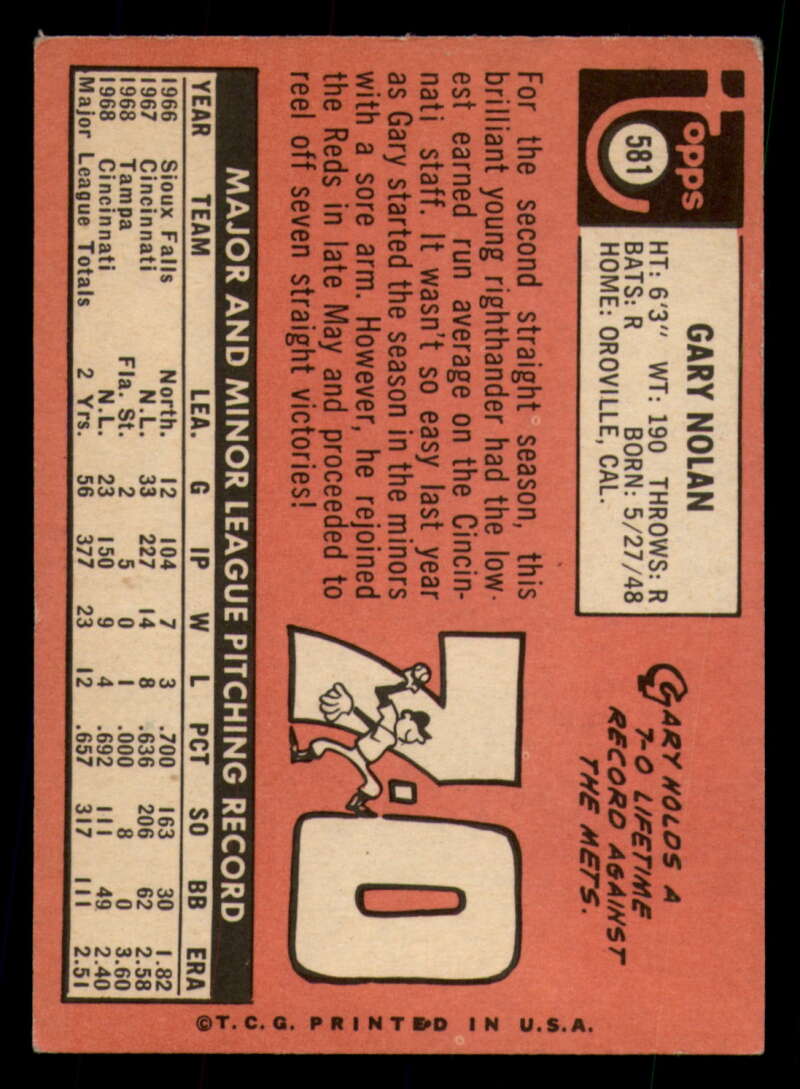 Topps
581
GARY NOLAN
HT: 6'3" WT: 190 THROWS: R
BATS: R BORN: 5/27/48
HOME: OROVILLE, CAL.
For the second straight season, this
brilliant young righthander had the low-
est earned run average on the Cincin-
nati staff. It wasn't so easy last year
as Gary started the season in the minors
with a sore arm. However, he rejoined
the Reds in late May and proceeded to
reel off seven straight victories!
GARY HOLDS A
7-0 LIFETIME
RECORD AGAINST
THE METS.
7-0
MAJOR AND MINOR LEAGUE PITCHING RECORD
YEAR TEAM LEA. G IP W L PCT SO BB ERA
1966 Sioux Falls North. 12 104 7 3 .700 163 30 1.82
1967 Cincinnati N.L. 33 227 14 8 .636 206 62 2.58
1968 Tampa Fla. St. 2 5 0 1 .000 8 0 3.60
1968 Cincinnati N.L. 23 150 9 4 .692 111 49 2.40
Major League Totals 2 Yrs. 56 377 23 12 .657 317 111 2.51
©T.C.G. PRINTED IN U.S.A.